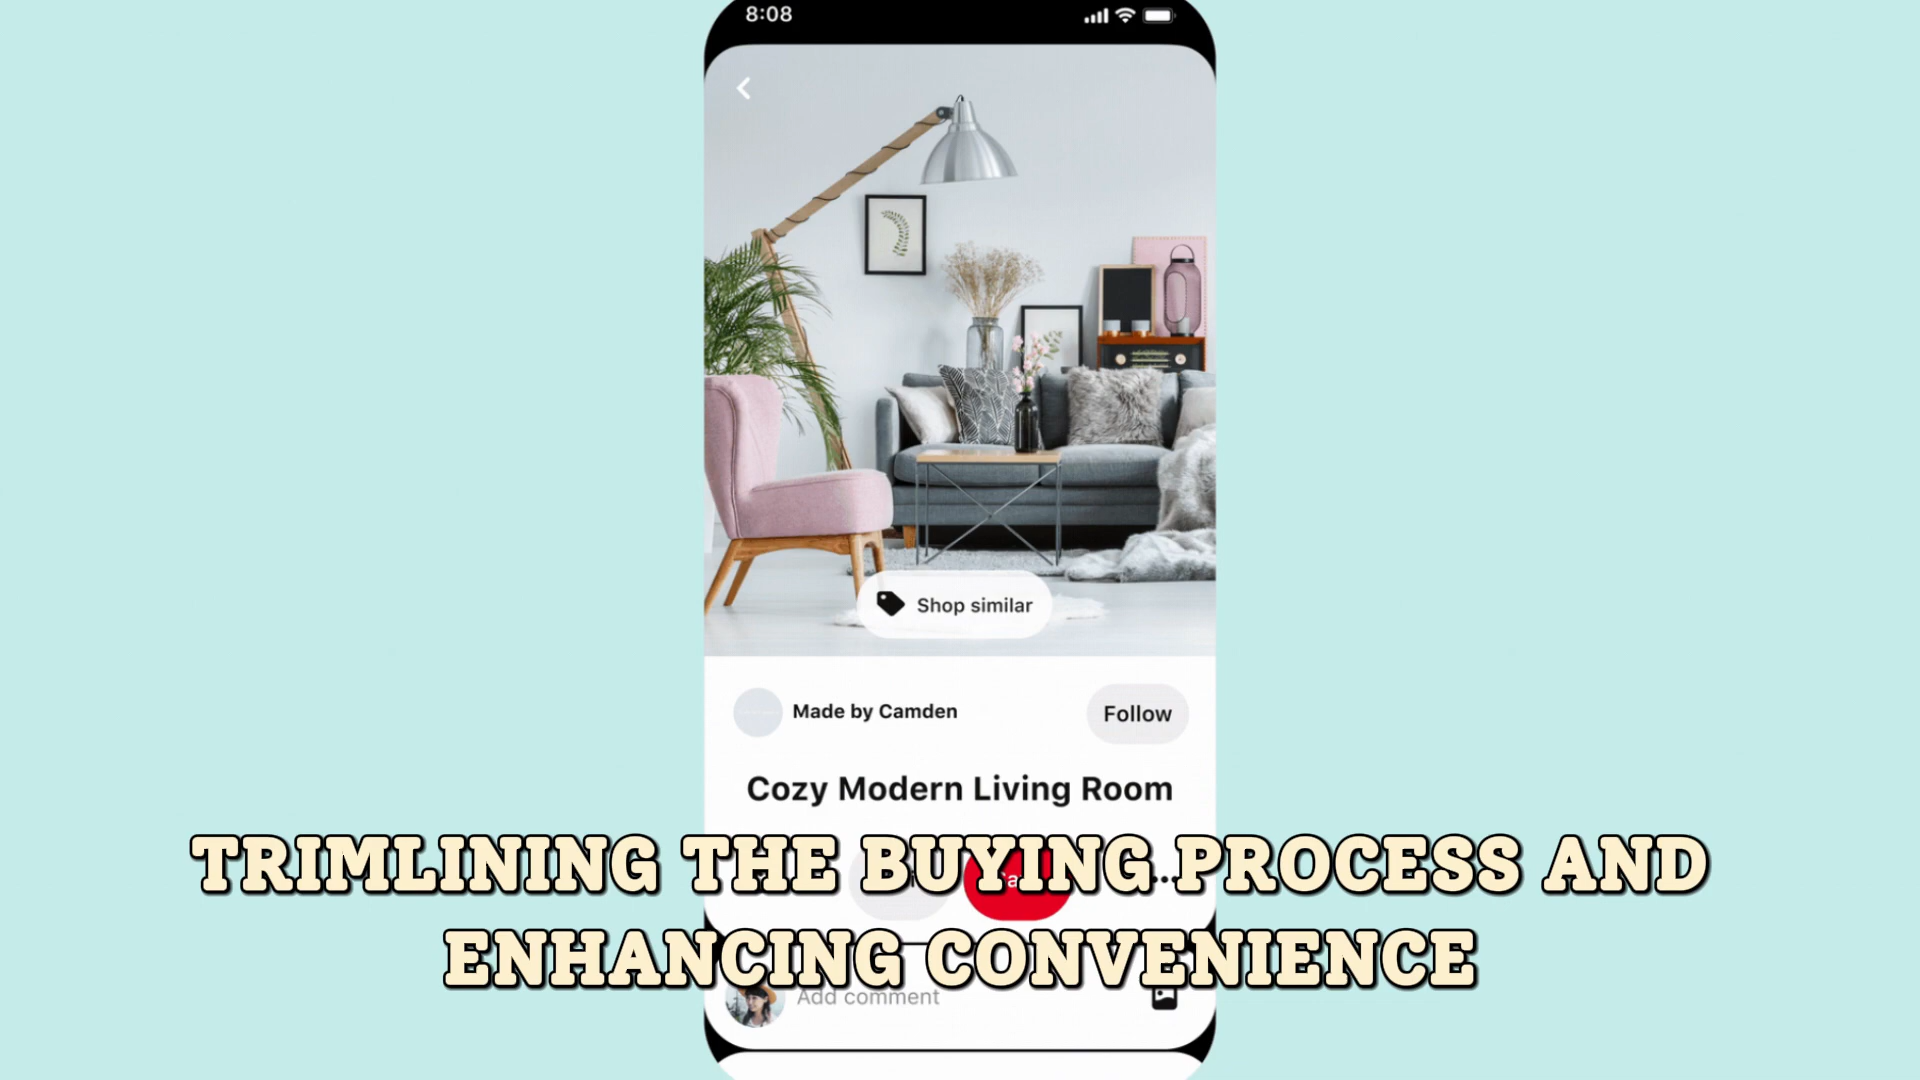 8:08
Shop similar
Made by Camden
Follow
Cozy Modern Living Room
TRIMLINING THE BUYING PROCESS AND
ENHANCING CONVENIENCE
Add comment